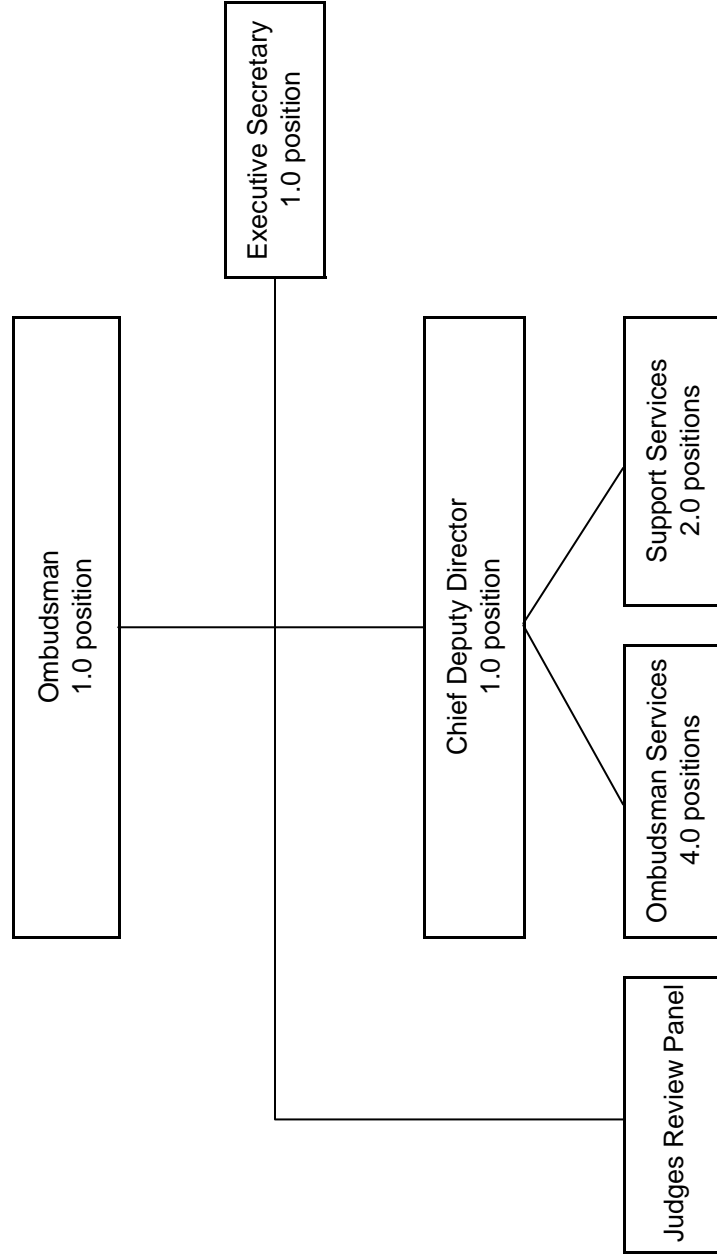 Ombudsman
1.0 position
Executive Secretary
1.0 position
Chief Deputy Director
1.0 position
Judges Review Panel
Ombudsman Services
4.0 positions
Support Services
2.0 positions